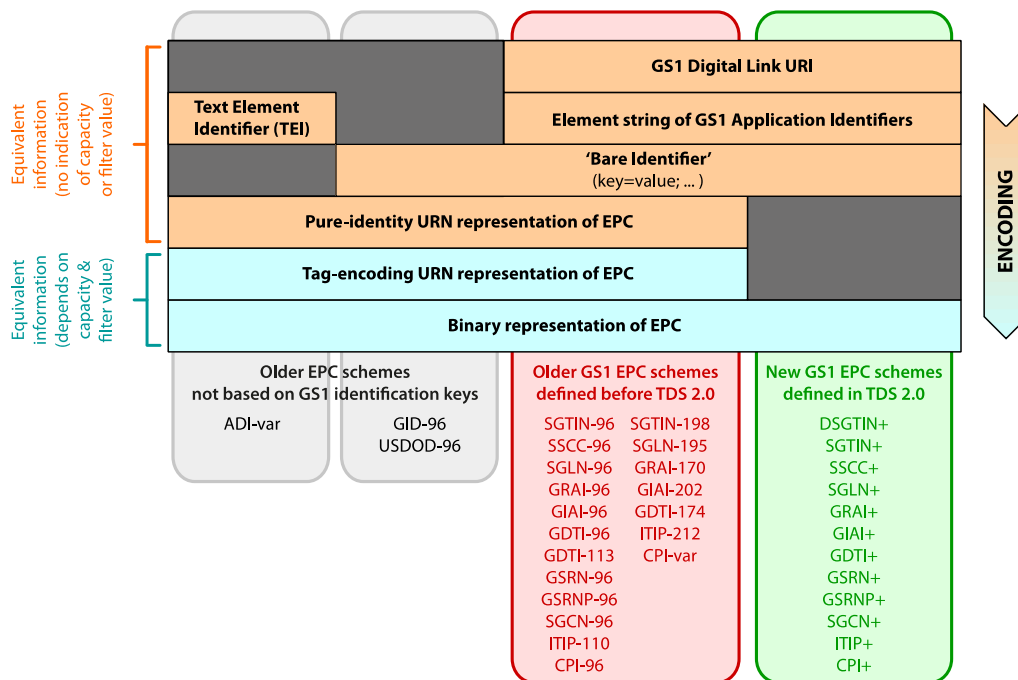 Equivalent
information
(no indication
of capacity
or filter value)
GS1 Digital Link URI
Text Element
Identifier (TEI)
Element string of GS1 Application Identifiers
‘Bare Identifier’
(key=value; ... )
Pure-identity URN representation of EPC
Equivalent
information
(depends on
capacity &
filter value)
Tag-encoding URN representation of EPC
Binary representation of EPC
ENCODING
Older EPC schemes
not based on GS1 identification keys
ADI-var
GID-96
USDOD-96
Older GS1 EPC schemes
defined before TDS 2.0
SGTIN-96
SSCC-96
SGLN-96
GRAI-96
GIAI-96
GDTI-96
GDTI-113
GSRN-96
GSRNP-96
SGCN-96
ITIP-110
CPI-96
SGTIN-198
SGLN-195
GRAI-170
GIAI-202
GDTI-174
ITIP-212
CPI-var
New GS1 EPC schemes
defined in TDS 2.0
DSGTIN+
SGTIN+
SSCC+
SGLN+
GRAI+
GIAI+
GDTI+
GSRN+
GSRNP+
SGCN+
ITIP+
CPI+